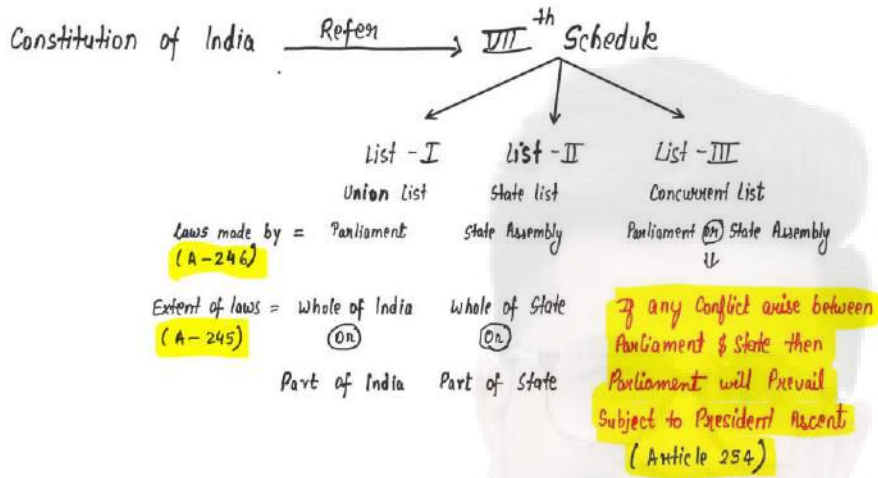 Constitution of India Refer VII th Schedule
List - I List - II List - III
Union List State list Concurrent List
Laws made by = Parliament State Assembly Parliament or State Assembly
(A-246)
Extent of laws = Whole of India Whole of State If any Conflict arise between
(A-245) OR OR Parliament & State then
Part of India Part of State Parliament will Prevail
Subject to President Ascent
(Article 254)